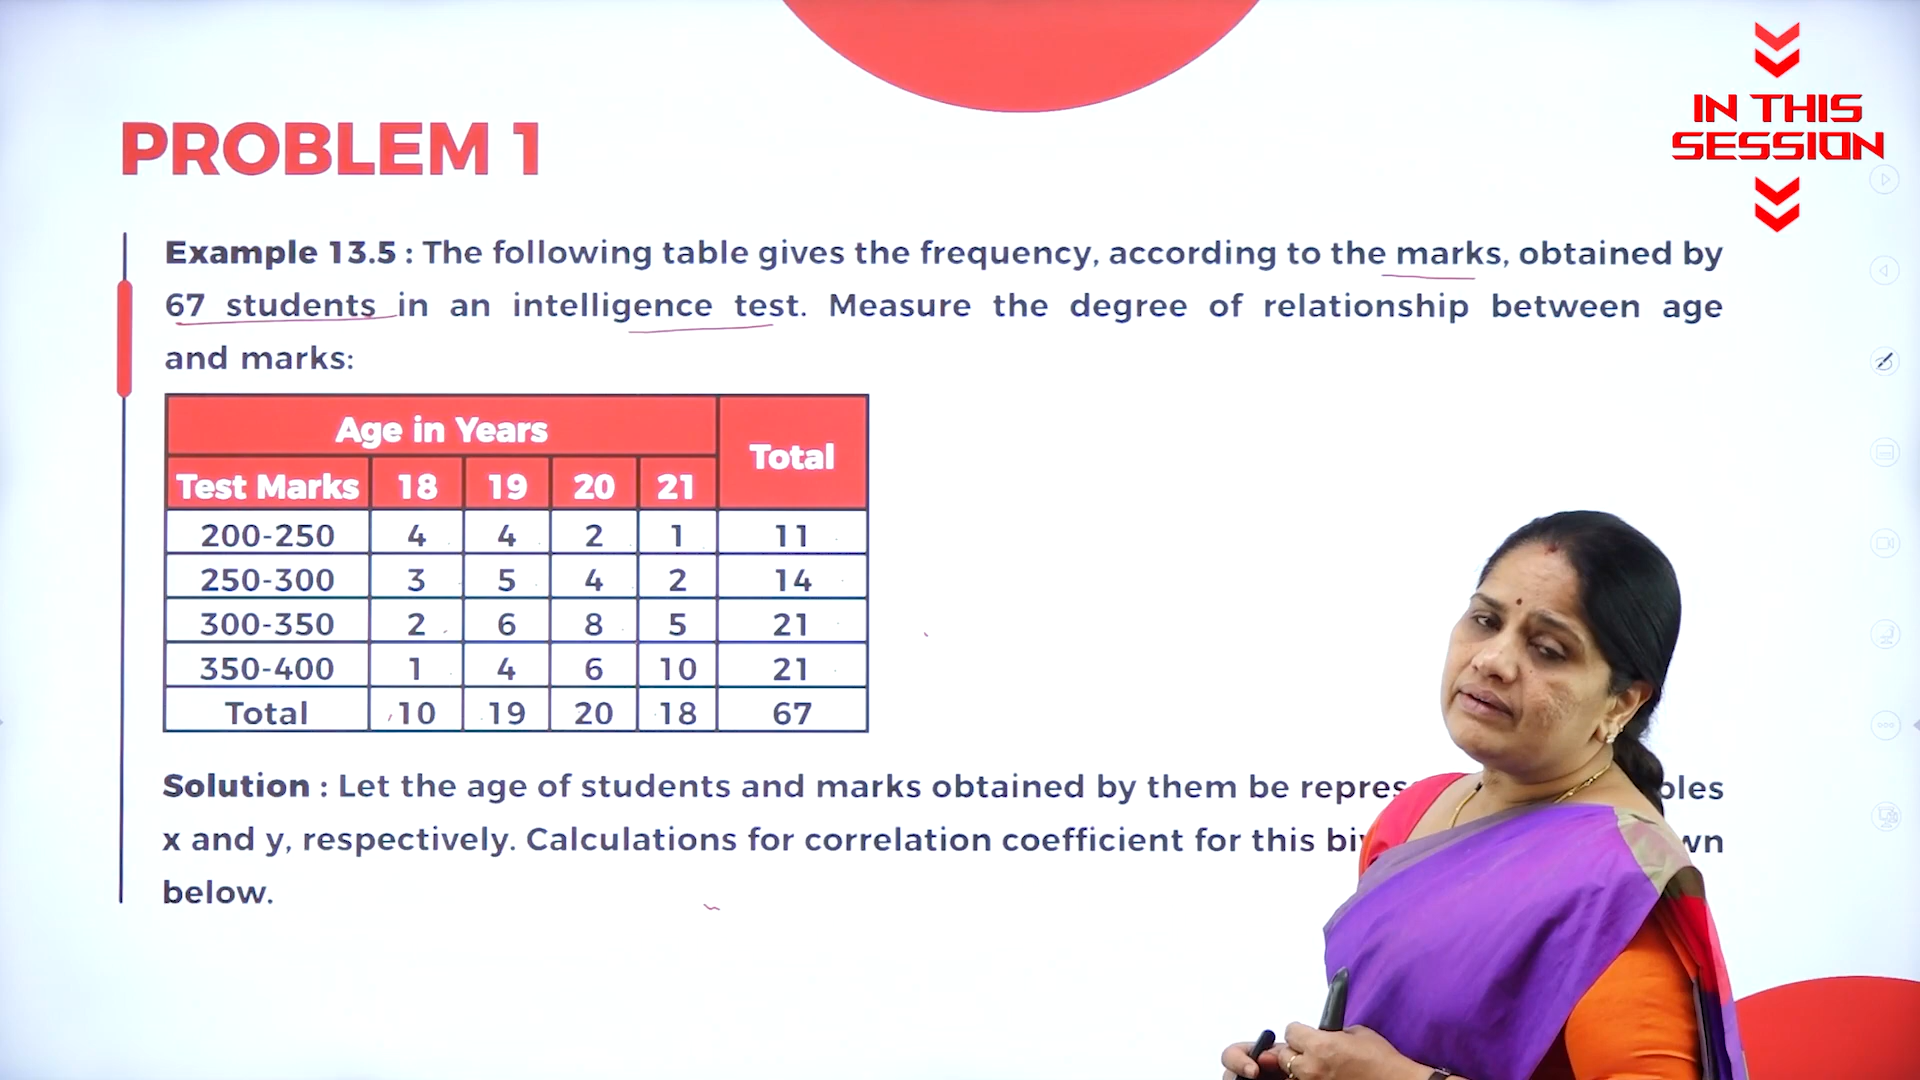 IN THIS
SESSION
PROBLEM 1
Example 13.5 : The following table gives the frequency, according to the marks, obtained by
67 students in an intelligence test. Measure the degree of relationship between age
and marks:
Age in Years Total
Test Marks 18 19 20 21
200-250 4 4 2 1 11
250-300 3 5 4 2 14
300-350 2 6 8 5 21
350-400 1 4 6 10 21
Total 10 19 20 18 67
Solution : Let the age of students and marks obtained by them be
x and y, respectively. Calculations for correlation coefficient for this
below.